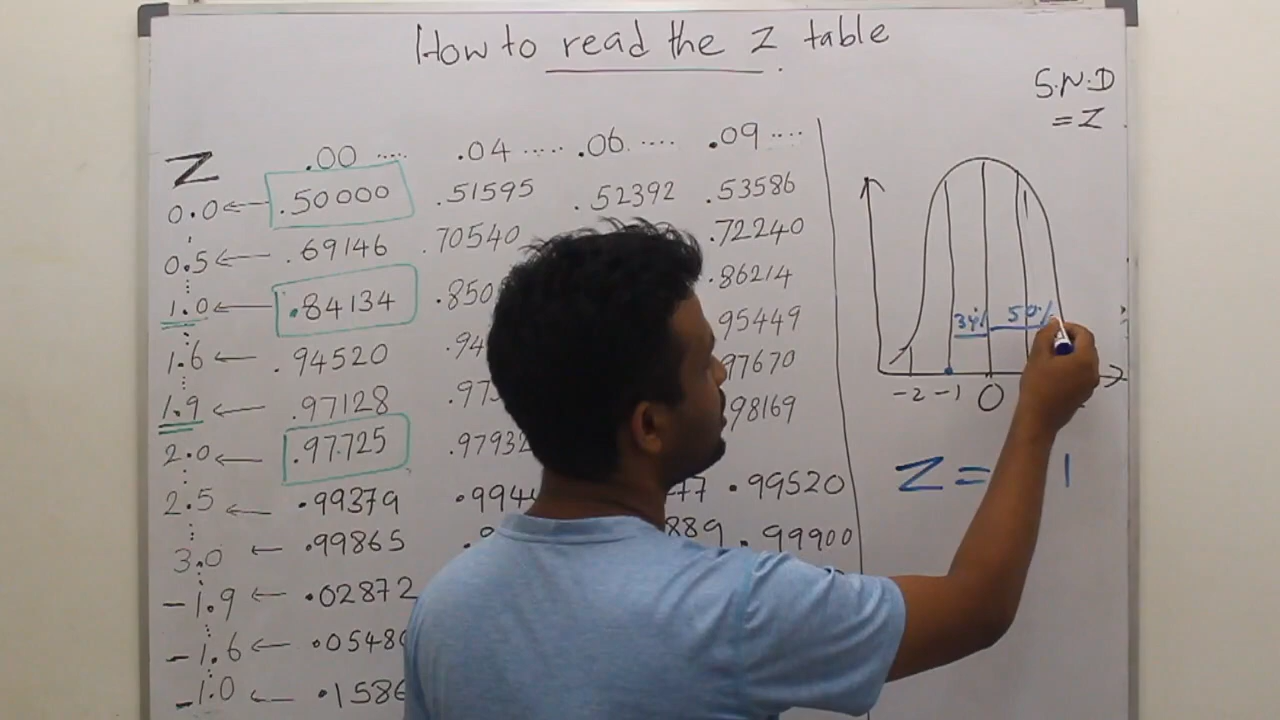 How to read the Z table
S.N.D
= Z
Z .00 .... .04 ..... .06 .... .09 ....
0.0 .50000 .51595 .52392 .53586
0.5 .69146 .70540 .72240
1.0 .84134 .86214
1.6 .94520 95449
1.9 .97128 97670
2.0 .97725 .97932 98169
2.5 .99379 .99520
3.0 .99865 .99900
-1.9 .02872
-1.6
-1.0
34% 50%
-2 -1 0
Z = 1